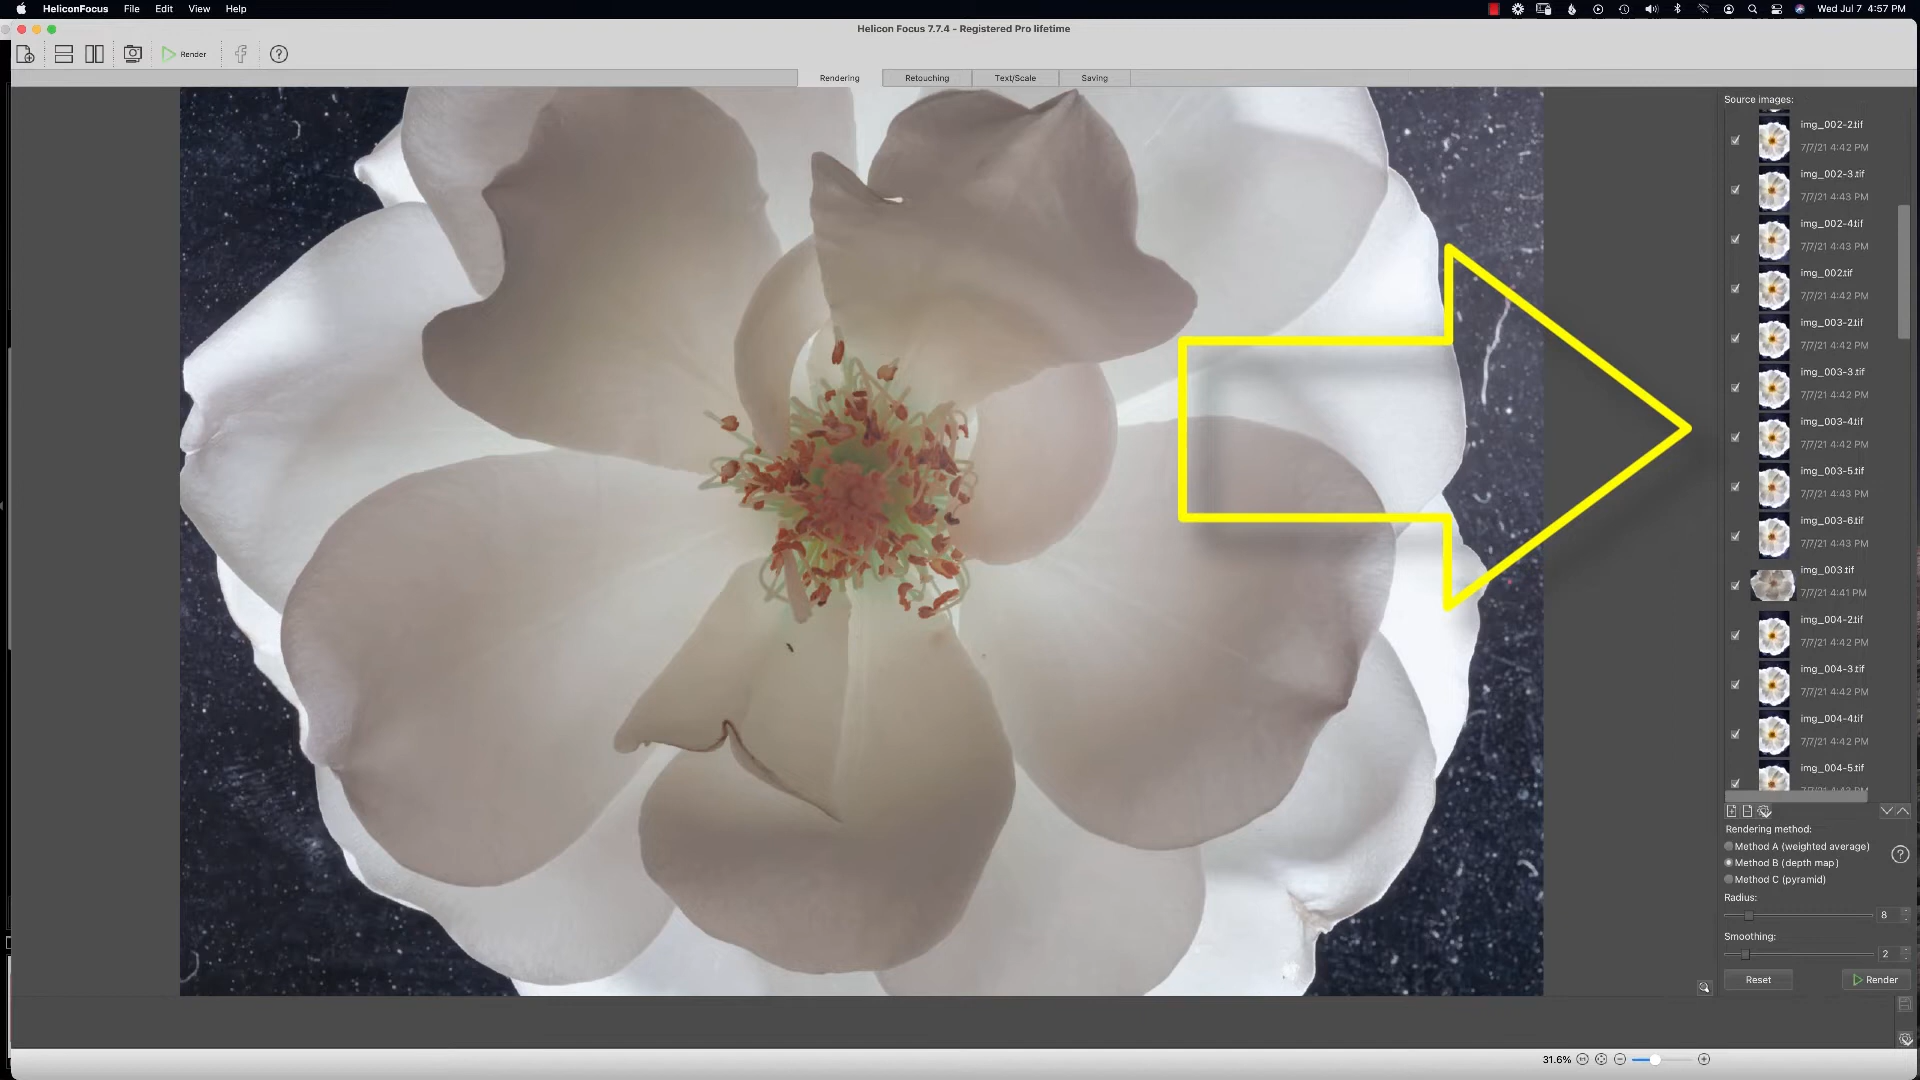 HeliconFocus File Edit View Help Wed Jul 7 4:57 PM
Helicon Focus 7.7.4 - Registered Pro lifetime
Render
Rendering Retouching Text/Scale Saving
Source images:
img_002-2.tif
7/7/21 4:42 PM
img_002-3.tif
7/7/21 4:43 PM
img_002-4.tif
7/7/21 4:43 PM
img_002.tif
7/7/21 4:42 PM
img_003-2.tif
7/7/21 4:42 PM
img_003-3.tif
7/7/21 4:42 PM
img_003-4.tif
7/7/21 4:42 PM
img_003-5.tif
7/7/21 4:43 PM
img_003-6.tif
7/7/21 4:43 PM
img_003.tif
7/7/21 4:41 PM
img_004-2.tif
7/7/21 4:42 PM
img_004-3.tif
7/7/21 4:42 PM
img_004-4.tif
7/7/21 4:42 PM
img_004-5.tif
Rendering method:
Method A (weighted average)
Method B (depth map)
Method C (pyramid)
Radius:
8
Smoothing:
2
Reset Render
31.6%